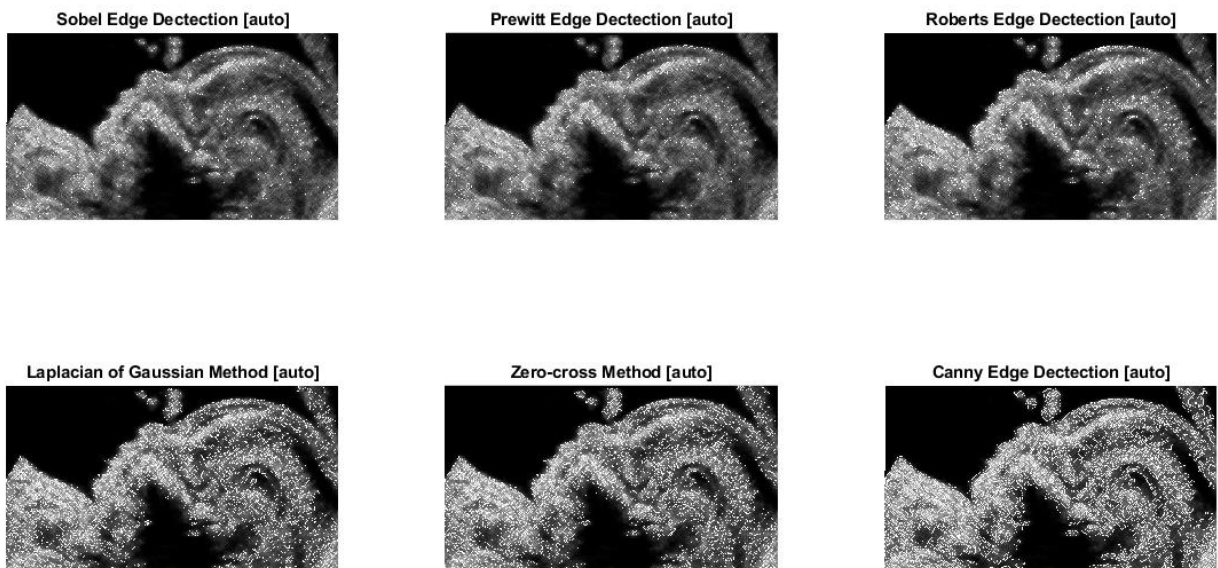 Sobel Edge Dectection [auto]
Prewitt Edge Dectection [auto]
Roberts Edge Dectection [auto]
Laplacian of Gaussian Method [auto]
Zero-cross Method [auto]
Canny Edge Dectection [auto]